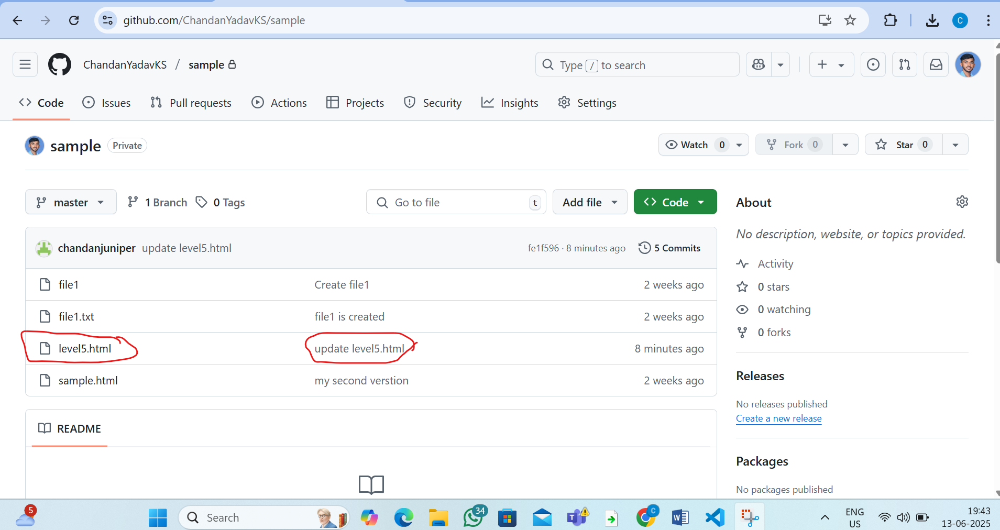 github.com/ChandanYadavKS/sample
C
ChandanYadavKS / sample
Type / to search
Code Issues Pull requests Actions Projects Security Insights Settings
sample Private
Watch 0 Fork 0 Star 0
master 1 Branch 0 Tags
Go to file t
Add file
Code
chandanjuniper update level5.html fe1f596 · 8 minutes ago 5 Commits
file1 Create file1 2 weeks ago
file1.txt file1 is created 2 weeks ago
level5.html update level5.html 8 minutes ago
sample.html my second verstion 2 weeks ago
README
About
No description, website, or topics provided.
Activity
0 stars
0 watching
0 forks
Releases
No releases published
Create a new release
Packages
No packages published
5
Search
34
T
C
W
ENG
US
19:43
13-06-2025